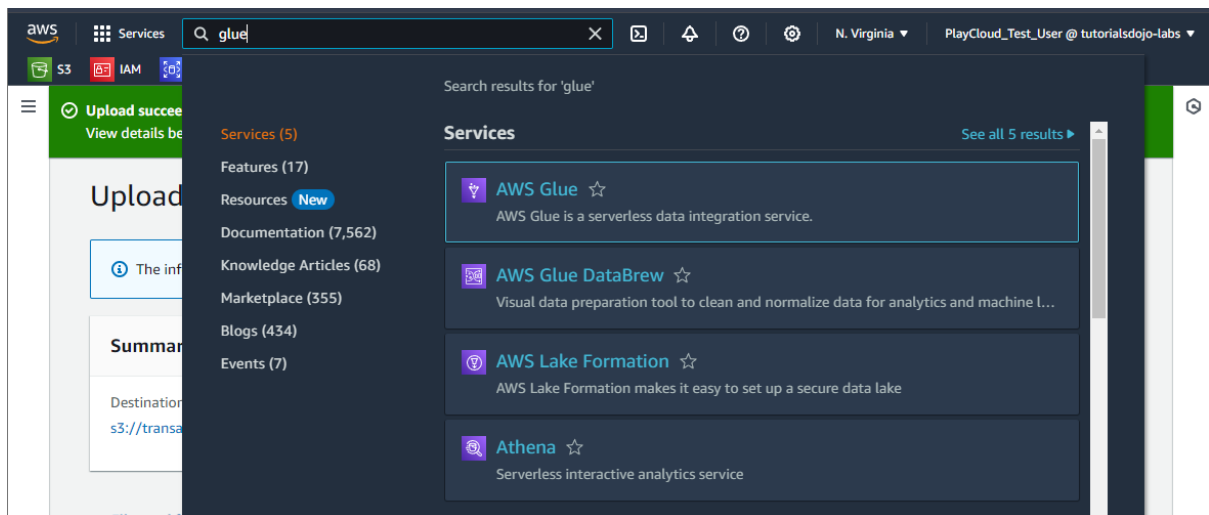 aws Services glue N. Virginia ▼ PlayCloud_Test_User @ tutorialsdojo-labs ▼
S3 IAM
Search results for 'glue'
Upload succee
View details be
Services (5)
Features (17)
Resources New
Documentation (7,562)
Knowledge Articles (68)
Marketplace (355)
Blogs (434)
Events (7)
Services See all 5 results ▶
AWS Glue
AWS Glue is a serverless data integration service.
AWS Glue DataBrew
Visual data preparation tool to clean and normalize data for analytics and machine l...
AWS Lake Formation
AWS Lake Formation makes it easy to set up a secure data lake
Athena
Serverless interactive analytics service
Upload
The inf
Summar
Destination
s3://transa